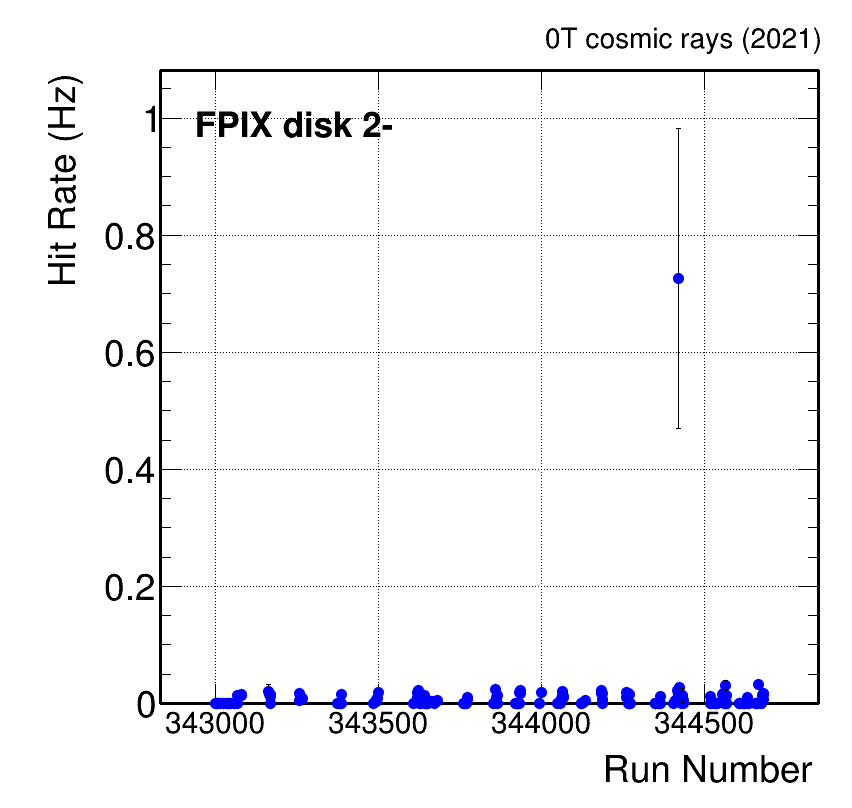 0T cosmic rays (2021)
Hit Rate (Hz)
FPIX disk 2-
1
0.8
0.6
0.4
0.2
0
343000 343500 344000 344500
Run Number